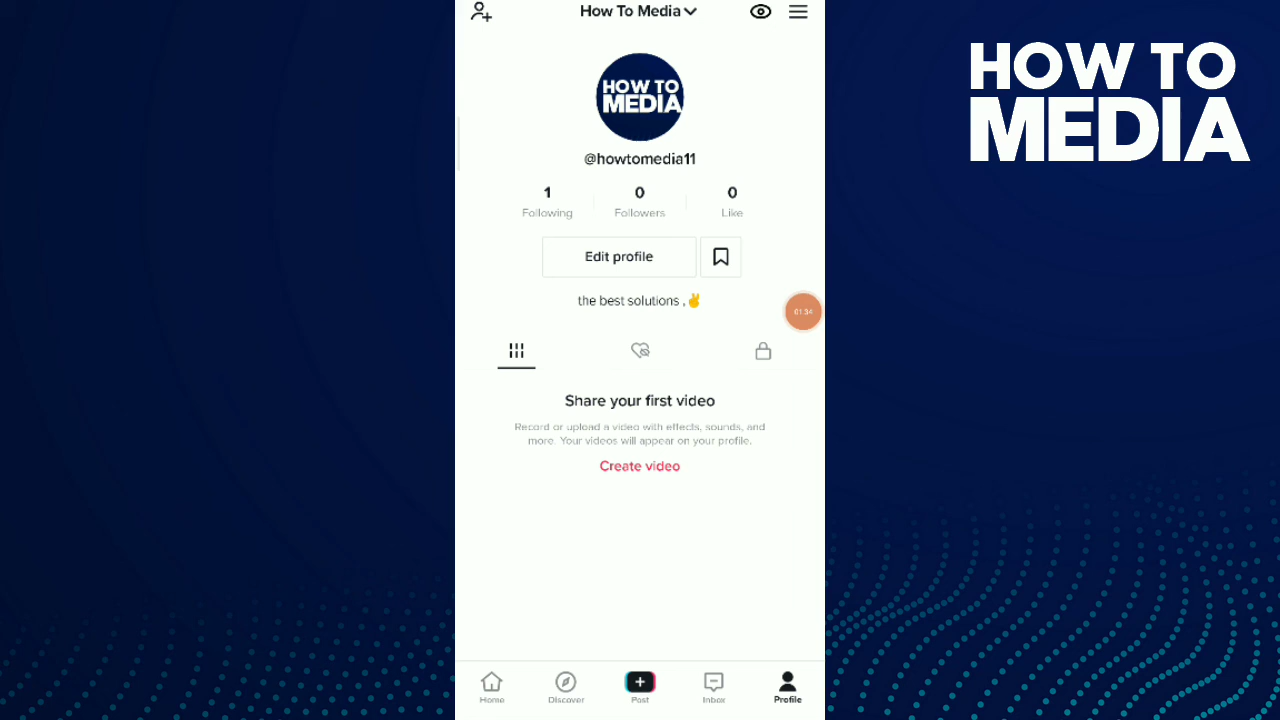 How To Media
HOW TO
MEDIA
HOW TO
MEDIA
@howtomedia11
1 0 0
Following Followers Like
Edit profile
the best solutions ,✌️
01:34
Share your first video
Record or upload a video with effects, sounds, and
more. Your videos will appear on your profile.
Create video
Home Discover Post Inbox Profile